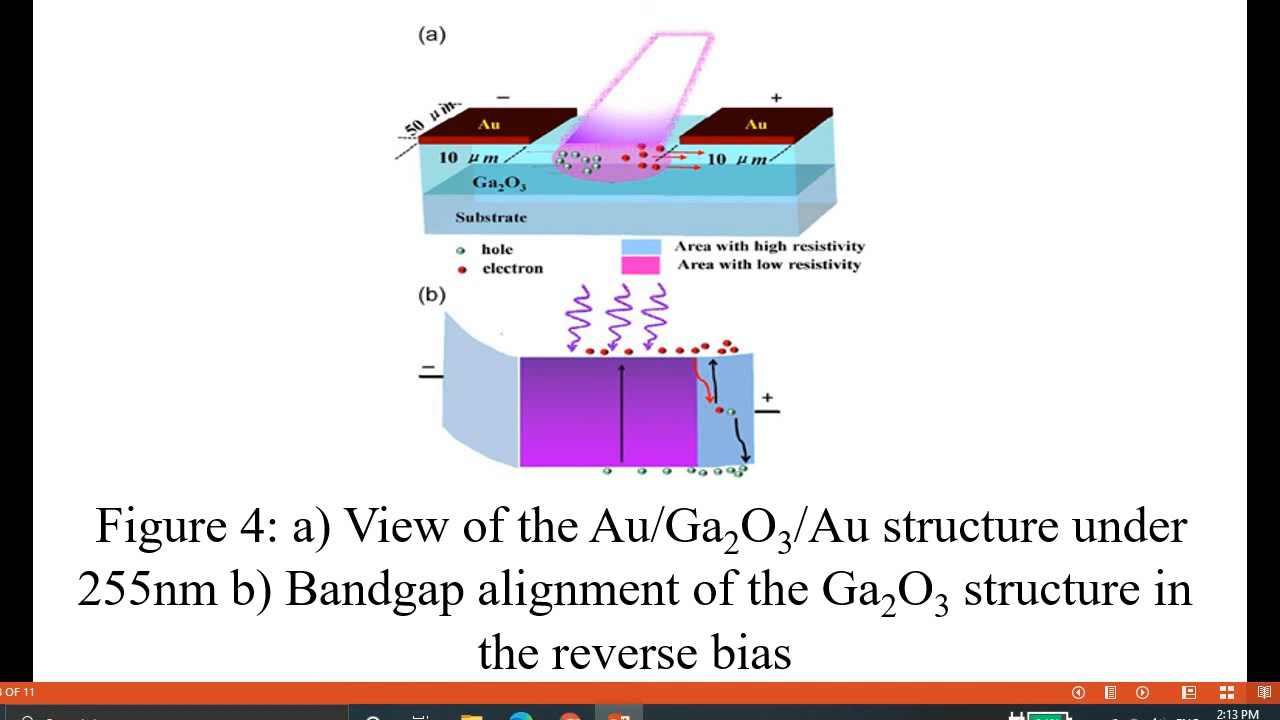 (a)
− +
50 μm
Au Au
10 μm 10 μm
Ga₂O₃
Substrate
hole Area with high resistivity
electron Area with low resistivity
(b)
−
+
Figure 4: a) View of the Au/Ga₂O₃/Au structure under
255nm b) Bandgap alignment of the Ga₂O₃ structure in
the reverse bias
OF 11
2:13 PM